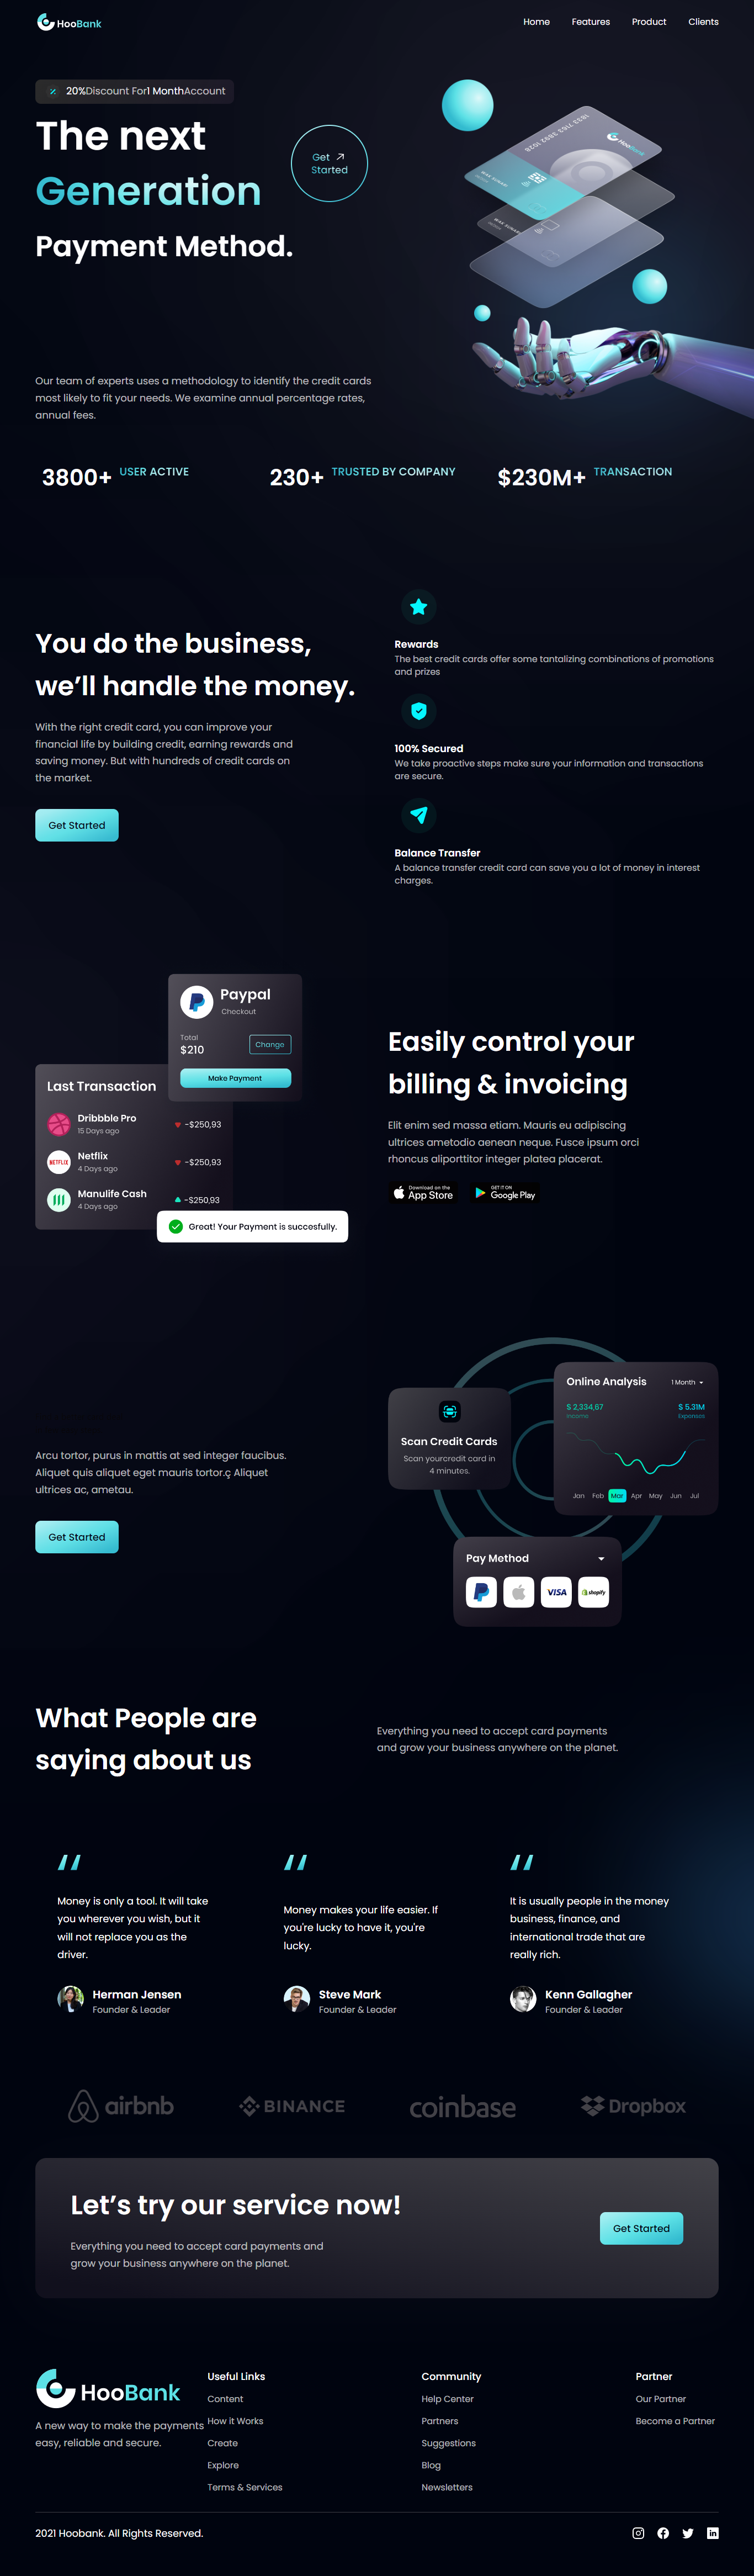 HooBank
Home Features Product Clients
20%Discount For1 MonthAccount
The next
Generation
Payment Method.
Get
Started
1633 7163 2892 1028
HooBank
Our team of experts uses a methodology to identify the credit cards
most likely to fit your needs. We examine annual percentage rates,
annual fees.
3800+ USER ACTIVE
230+ TRUSTED BY COMPANY
$230M+ TRANSACTION
You do the business,
we’ll handle the money.
With the right credit card, you can improve your
financial life by building credit, earning rewards and
saving money. But with hundreds of credit cards on
the market.
Get Started
Rewards
The best credit cards offer some tantalizing combinations of promotions
and prizes
100% Secured
We take proactive steps make sure your information and transactions
are secure.
Balance Transfer
A balance transfer credit card can save you a lot of money in interest
charges.
Paypal
Checkout
Total
$210
Change
Make Payment
Last Transaction
Dribbble Pro
15 Days ago
-$250,93
NETFLIX
Netflix
4 Days ago
-$250,93
Manulife Cash
4 Days ago
-$250,93
Great! Your Payment is succesfully.
Easily control your
billing & invoicing
Elit enim sed massa etiam. Mauris eu adipiscing
ultrices ametodio aenean neque. Fusce ipsum orci
rhoncus aliporttitor integer platea placerat.
Download on the
App Store
GET IT ON
Google Play
Arcu tortor, purus in mattis at sed integer faucibus.
Aliquet quis aliquet eget mauris tortor.ç Aliquet
ultrices ac, ametau.
Get Started
Scan Credit Cards
Scan yourcredit card in
4 minutes.
Online Analysis
1 Month
$ 2,334,67
Income
$ 5.31M
Expences
Jan Feb Mar Apr May Jun Jul
Pay Method
VISA
shopify
What People are
saying about us
Everything you need to accept card payments
and grow your business anywhere on the planet.
Money is only a tool. It will take
you wherever you wish, but it
will not replace you as the
driver.
Herman Jensen
Founder & Leader
Money makes your life easier. If
you're lucky to have it, you're
lucky.
Steve Mark
Founder & Leader
It is usually people in the money
business, finance, and
international trade that are
really rich.
Kenn Gallagher
Founder & Leader
airbnb
BINANCE
coinbase
Dropbox
Let’s try our service now!
Everything you need to accept card payments and
grow your business anywhere on the planet.
Get Started
HooBank
A new way to make the payments
easy, reliable and secure.
Useful Links
Content
How it Works
Create
Explore
Terms & Services
Community
Help Center
Partners
Suggestions
Blog
Newsletters
Partner
Our Partner
Become a Partner
2021 Hoobank. All Rights Reserved.